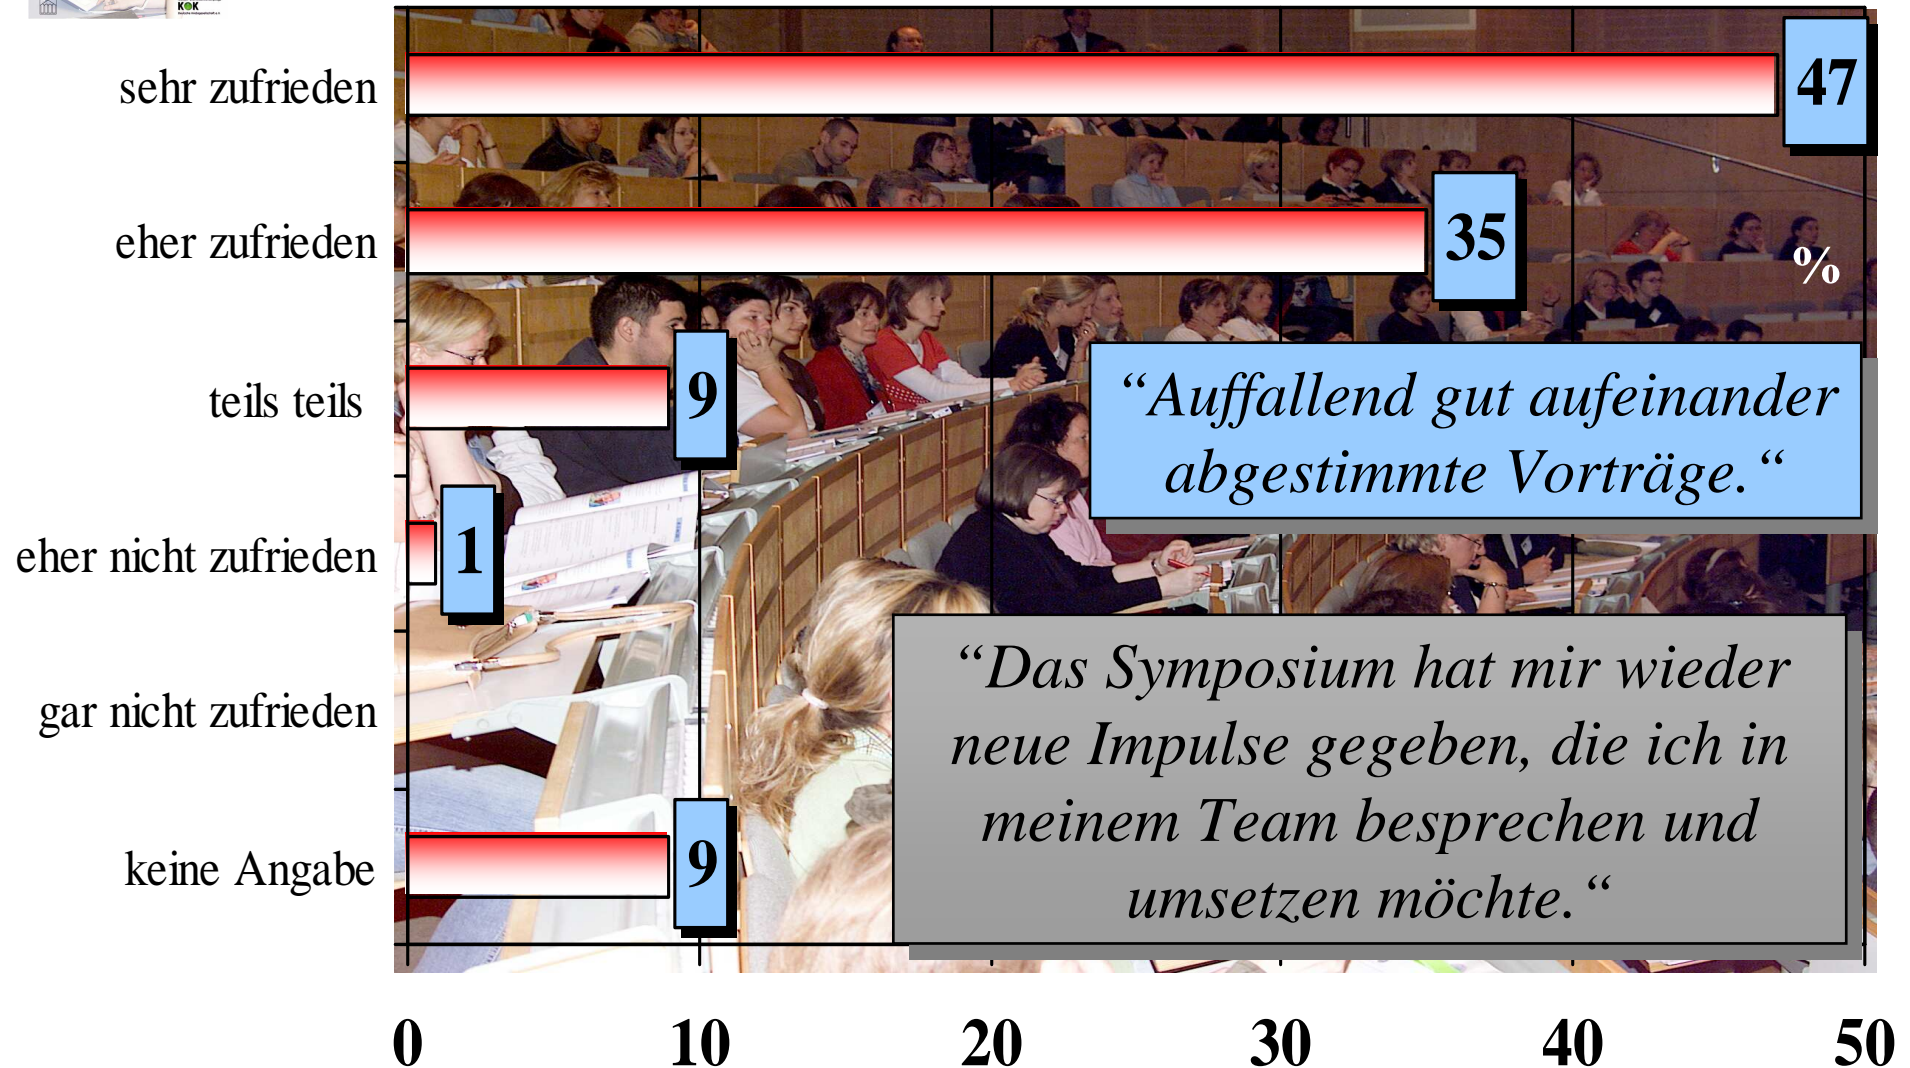 KOK
sehr zufrieden
47
eher zufrieden
35
%
teils teils
9
“Auffallend gut aufeinander
abgestimmte Vorträge.“
eher nicht zufrieden
1
gar nicht zufrieden
“Das Symposium hat mir wieder
neue Impulse gegeben, die ich in
meinem Team besprechen und
umsetzen möchte.“
keine Angabe
9
0 10 20 30 40 50